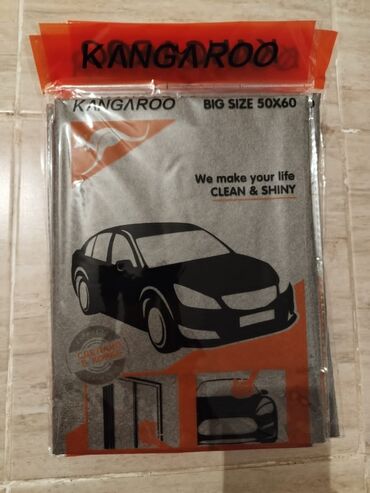 KANGAROO
KANGAROO
BIG SIZE 50X60
We make your life
CLEAN & SHINY